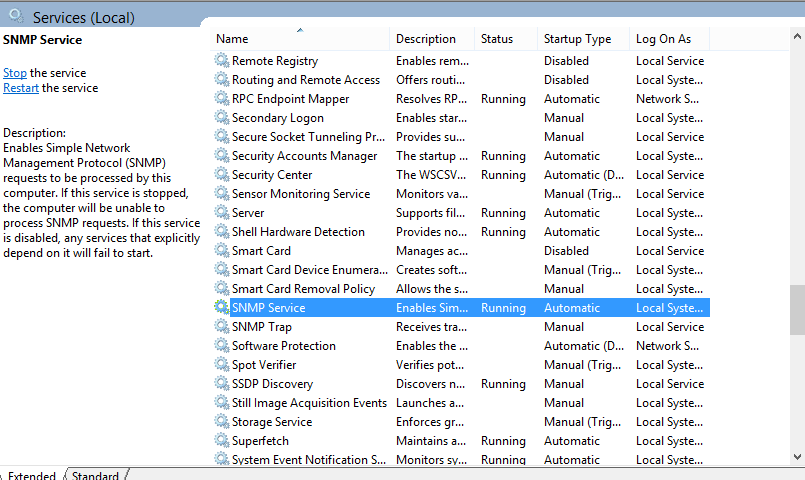 Services (Local)
SNMP Service
Stop the service
Restart the service
Description:
Enables Simple Network
Management Protocol (SNMP)
requests to be processed by this
computer. If this service is stopped,
the computer will be unable to
process SNMP requests. If this service
is disabled, any services that explicitly
depend on it will fail to start.
Name Description Status Startup Type Log On As
Remote Registry Enables rem... Disabled Local Service
Routing and Remote Access Offers routi... Disabled Local Syste...
RPC Endpoint Mapper Resolves RP... Running Automatic Network S...
Secondary Logon Enables star... Manual Local Syste...
Secure Socket Tunneling Pr... Provides su... Manual Local Service
Security Accounts Manager The startup ... Running Automatic Local Syste...
Security Center The WSCSV... Running Automatic (D... Local Service
Sensor Monitoring Service Monitors va... Manual (Trig... Local Service
Server Supports fil... Running Automatic Local Syste...
Shell Hardware Detection Provides no... Running Automatic Local Syste...
Smart Card Manages ac... Disabled Local Service
Smart Card Device Enumera... Creates soft... Manual (Trig... Local Syste...
Smart Card Removal Policy Allows the s... Manual Local Syste...
SNMP Service Enables Sim... Running Automatic Local Syste...
SNMP Trap Receives tra... Manual Local Service
Software Protection Enables the ... Automatic (D... Network S...
Spot Verifier Verifies pot... Manual (Trig... Local Syste...
SSDP Discovery Discovers n... Running Manual Local Service
Still Image Acquisition Events Launches a... Manual Local Syste...
Storage Service Enforces gr... Manual (Trig... Local Syste...
Superfetch Maintains a... Running Automatic Local Syste...
System Event Notification S... Monitors sy... Running Automatic Local Syste...
Extended Standard